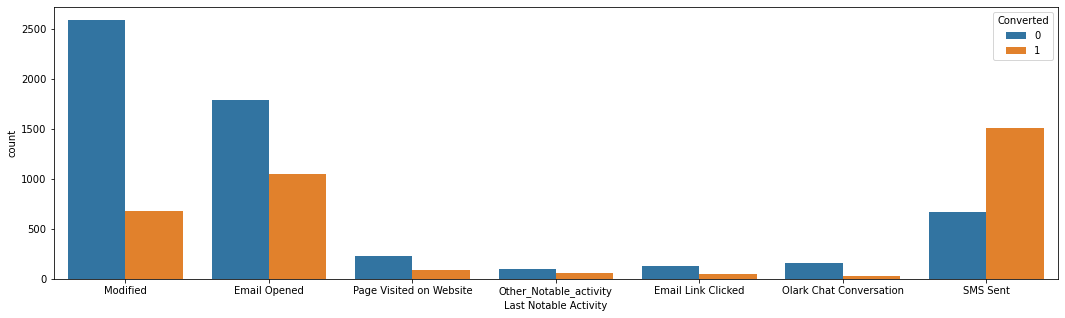 Converted
0
1
2500
2000
1500
1000
500
0
count
Modified Email Opened Page Visited on Website Other_Notable_activity Email Link Clicked Olark Chat Conversation SMS Sent
Last Notable Activity